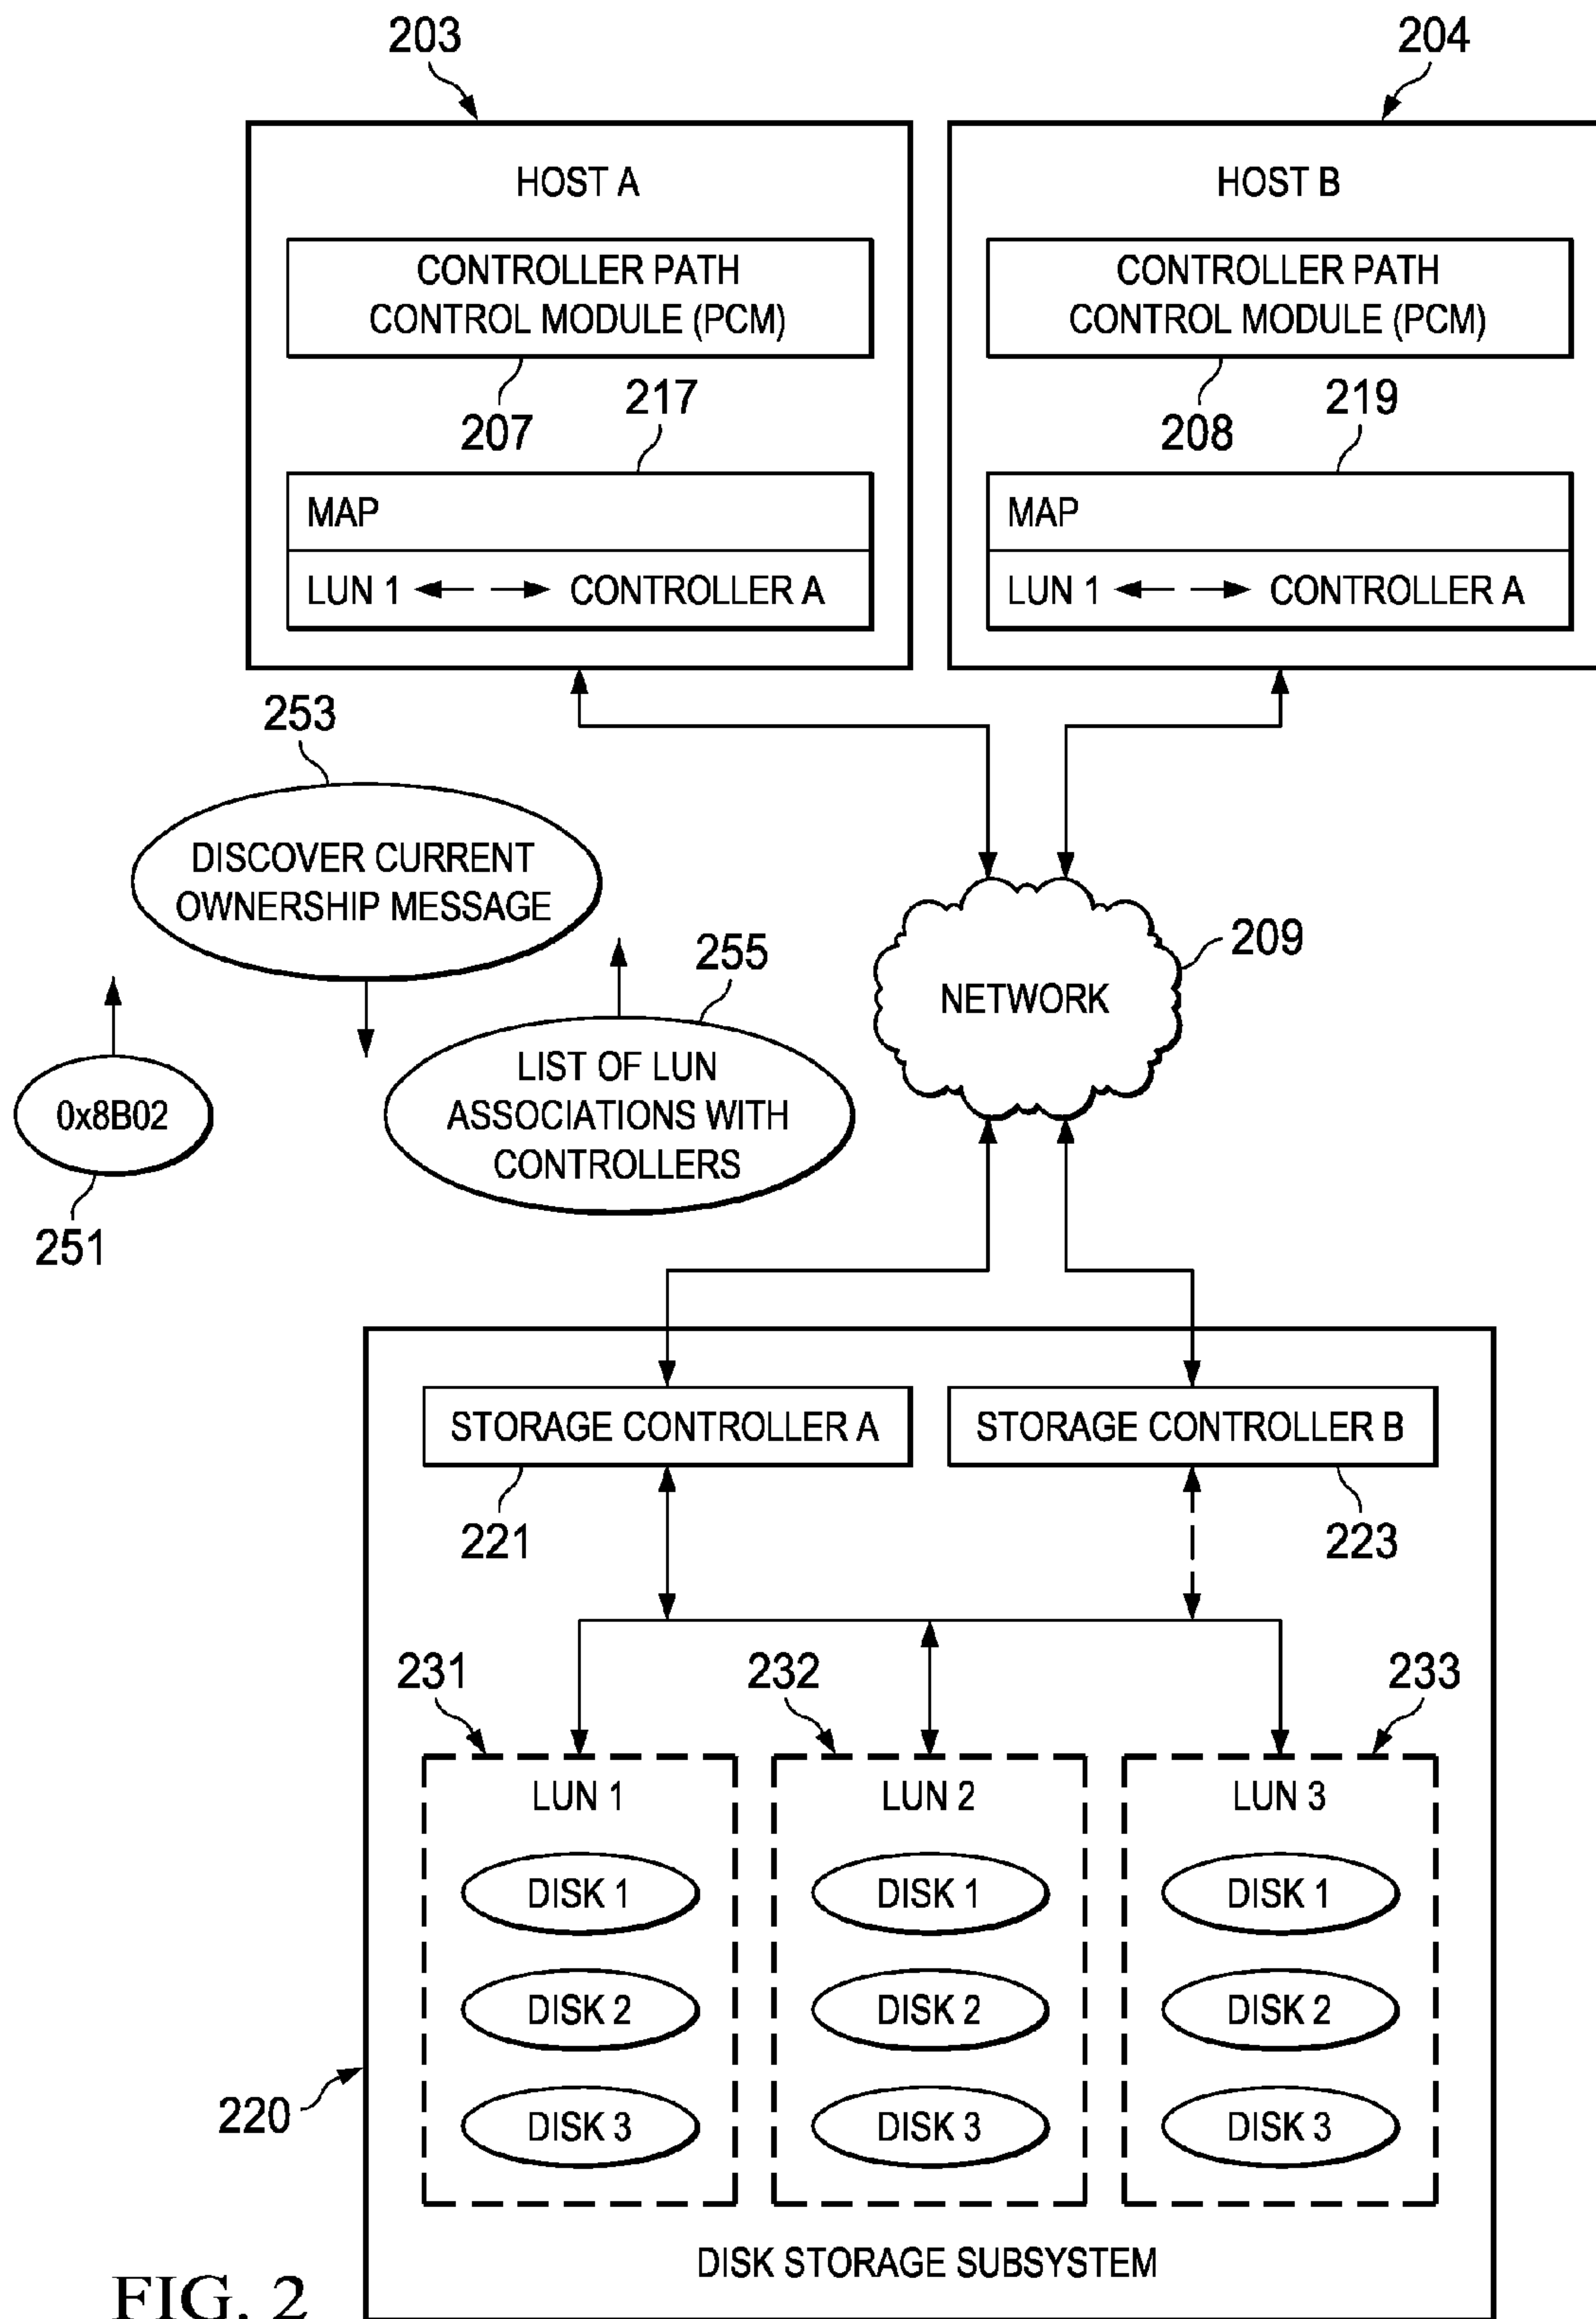 203
204
HOST A
HOST B
CONTROLLER PATH
CONTROL MODULE (PCM)
CONTROLLER PATH
CONTROL MODULE (PCM)
207
217
208
219
MAP
LUN 1
CONTROLLER A
MAP
LUN 1
CONTROLLER A
253
DISCOVER CURRENT
OWNERSHIP MESSAGE
255
209
NETWORK
LIST OF LUN
ASSOCIATIONS WITH
CONTROLLERS
0x8B02
251
STORAGE CONTROLLER A
STORAGE CONTROLLER B
221
223
231
232
233
LUN 1
LUN 2
LUN 3
DISK 1
DISK 1
DISK 1
DISK 2
DISK 2
DISK 2
DISK 3
DISK 3
DISK 3
220
DISK STORAGE SUBSYSTEM
FIG. 2